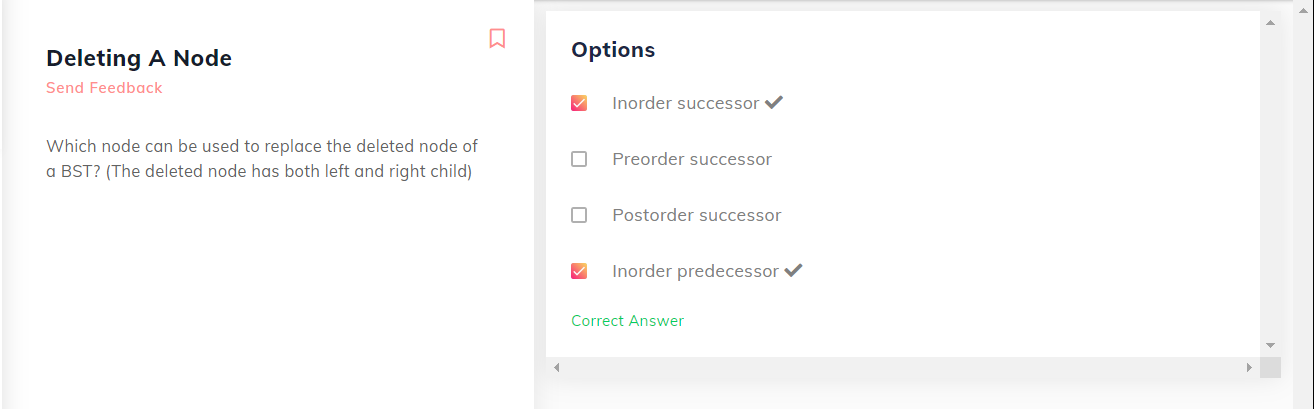 Deleting A Node
Send Feedback
Which node can be used to replace the deleted node of
a BST? (The deleted node has both left and right child)
Options
Inorder successor
Preorder successor
Postorder successor
Inorder predecessor
Correct Answer